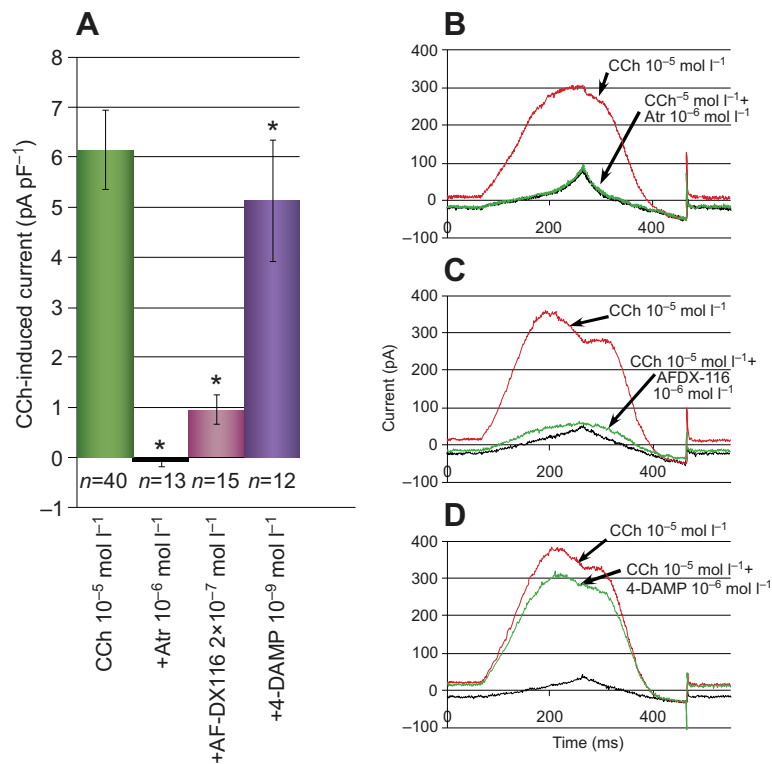 A
CCh-induced current (pA pF⁻¹)
8
7
6
5
4
3
2
1
0
−1
*
*
*
n=40
n=13
n=15
n=12
CCh 10⁻⁵ mol l⁻¹
+Atr 10⁻⁶ mol l⁻¹
+AF-DX116 2×10⁻⁷ mol l⁻¹
+4-DAMP 10⁻⁹ mol l⁻¹
B
400
300
200
100
0
−100
0
200
400
CCh 10⁻⁵ mol l⁻¹
CCh⁻⁵ mol l⁻¹+
Atr 10⁻⁶ mol l⁻¹
C
Current (pA)
400
300
200
100
0
−100
0
200
400
CCh 10⁻⁵ mol l⁻¹
CCh 10⁻⁵ mol l⁻¹+
AFDX-116
10⁻⁶ mol l⁻¹
D
400
300
200
100
0
−100
0
200
400
CCh 10⁻⁵ mol l⁻¹
CCh 10⁻⁵ mol l⁻¹+
4-DAMP 10⁻⁶ mol l⁻¹
Time (ms)